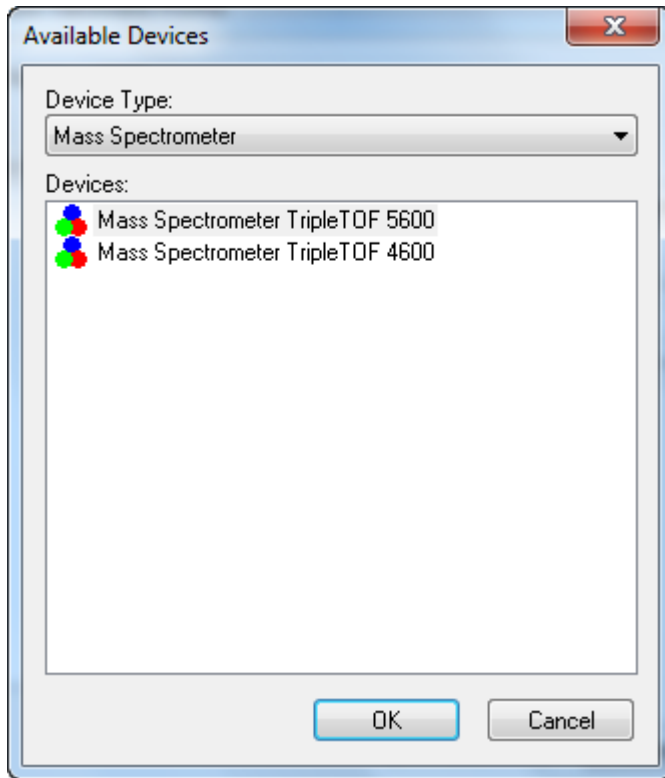 Available Devices
Device Type:
Mass Spectrometer
Devices:
Mass Spectrometer TripleTOF 5600
Mass Spectrometer TripleTOF 4600
OK Cancel